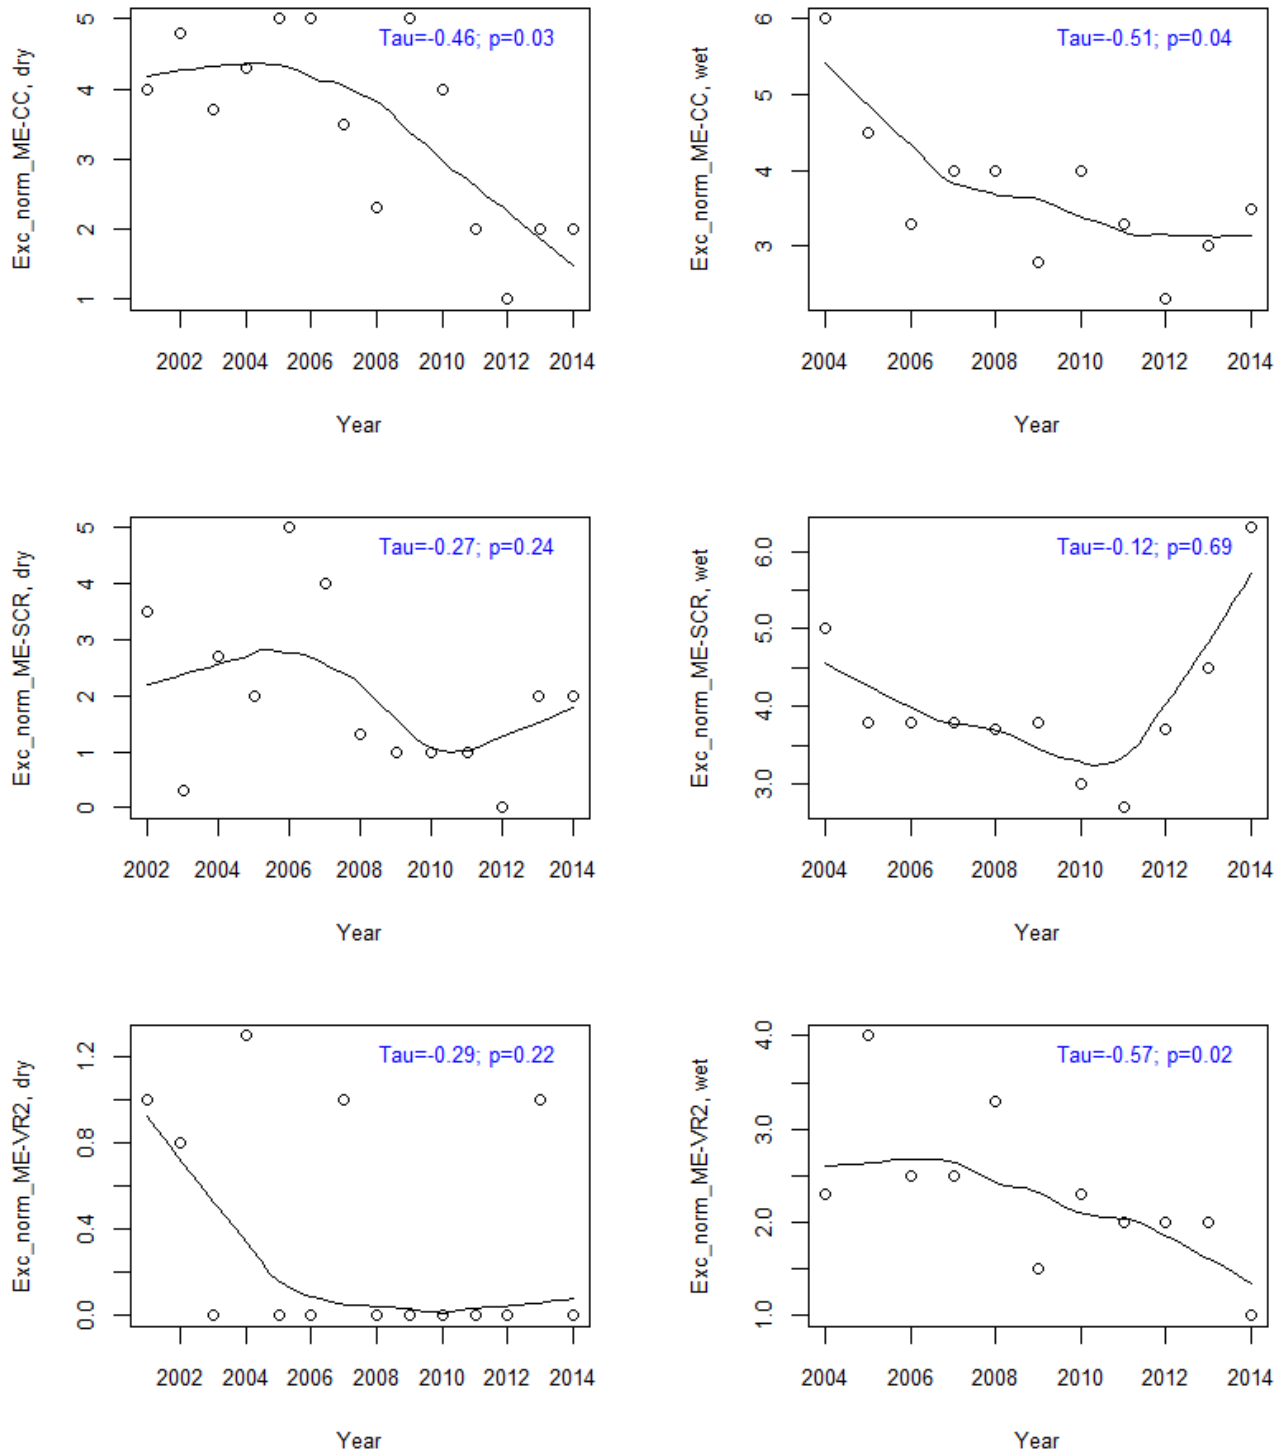 Exc_norm_ME-CC, dry
5
4
3
2
1
Tau=-0.46; p=0.03
2002 2004 2006 2008 2010 2012 2014
Year
Exc_norm_ME-CC, wet
6
5
4
3
Tau=-0.51; p=0.04
2004 2006 2008 2010 2012 2014
Year
Exc_norm_ME-SCR, dry
5
4
3
2
1
0
Tau=-0.27; p=0.24
2002 2004 2006 2008 2010 2012 2014
Year
Exc_norm_ME-SCR, wet
6.0
5.0
4.0
3.0
Tau=-0.12; p=0.69
2004 2006 2008 2010 2012 2014
Year
Exc_norm_ME-VR2, dry
1.2
0.8
0.4
0.0
Tau=-0.29; p=0.22
2002 2004 2006 2008 2010 2012 2014
Year
Exc_norm_ME-VR2, wet
4.0
3.0
2.0
1.0
Tau=-0.57; p=0.02
2004 2006 2008 2010 2012 2014
Year